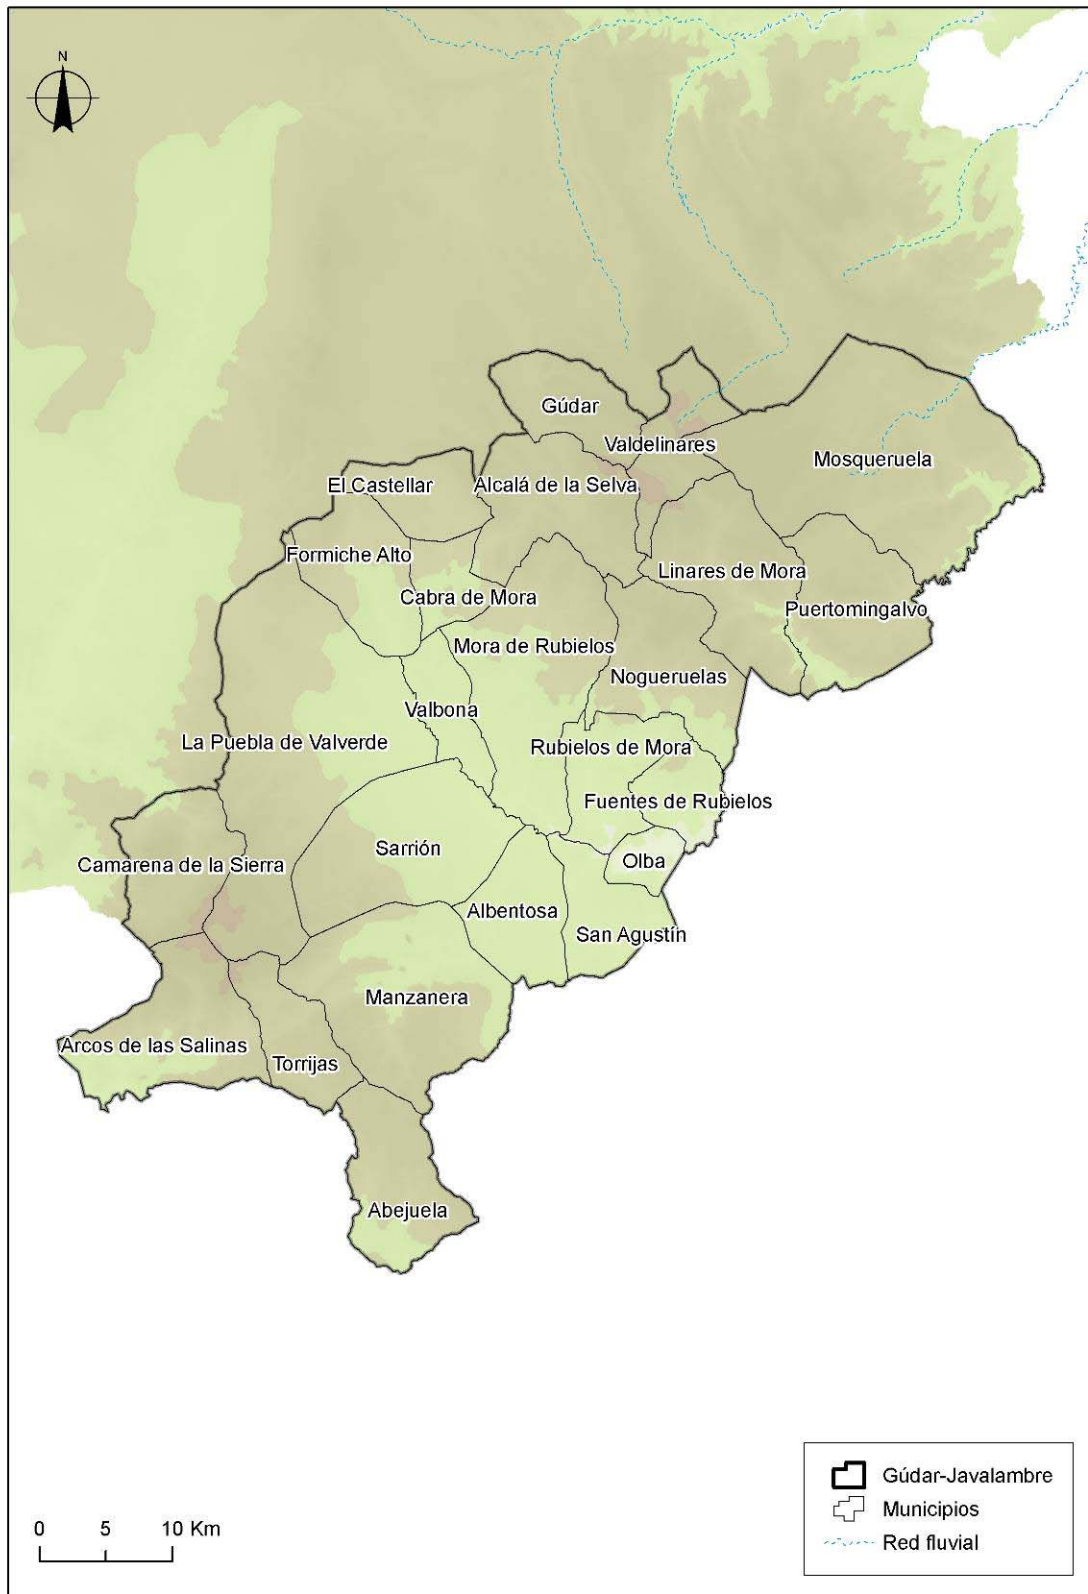 N
Gúdar
Valdelinares
Mosqueruela
El Castellar
Alcalá de la Selva
Formiche Alto
Linares de Mora
Cabra de Mora
Puertomingalvo
Mora de Rubielos
Nogueruelas
Valbona
La Puebla de Valverde
Rubielos de Mora
Fuentes de Rubielos
Sarrión
Olba
Camarena de la Sierra
Albentosa
San Agustín
Manzanera
Arcos de las Salinas
Torrijas
Abejuela
Gúdar-Javalambre
Municipios
Red fluvial
0 5 10 Km